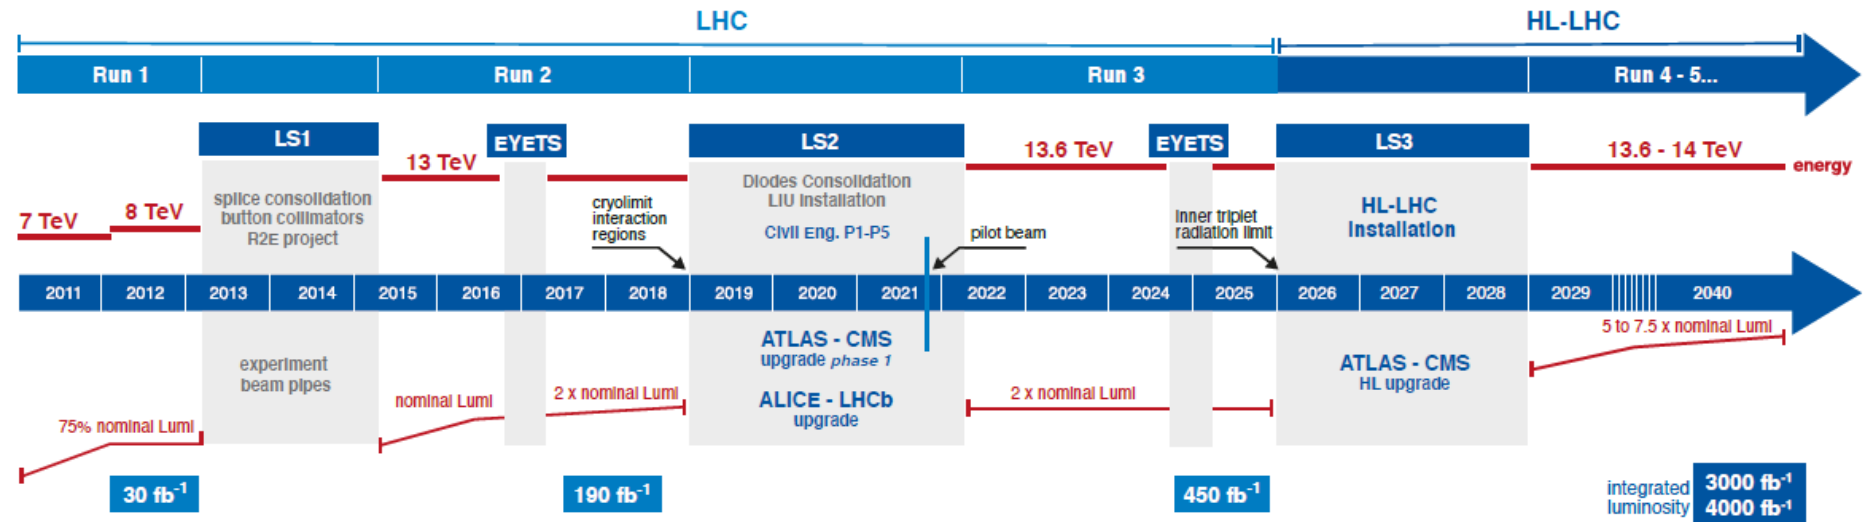 LHC
HL-LHC
Run 1
Run 2
Run 3
Run 4 - 5...
LS1
EYETS
LS2
EYETS
LS3
13 TeV
13.6 TeV
13.6 - 14 TeV
energy
7 TeV
8 TeV
splice consolidation
button collimators
R2E project
cryolimit
interaction
regions
Diodes Consolidation
LIU Installation
Civil Eng. P1-P5
pilot beam
inner triplet
radiation limit
HL-LHC
Installation
2011
2012
2013
2014
2015
2016
2017
2018
2019
2020
2021
2022
2023
2024
2025
2026
2027
2028
2029
2040
experiment
beam pipes
ATLAS - CMS
upgrade phase 1
ALICE - LHCb
upgrade
ATLAS - CMS
HL upgrade
5 to 7.5 x nominal Lumi
75% nominal Lumi
nominal Lumi
2 x nominal Lumi
2 x nominal Lumi
30 fb⁻¹
190 fb⁻¹
450 fb⁻¹
integrated
luminosity
3000 fb⁻¹
4000 fb⁻¹